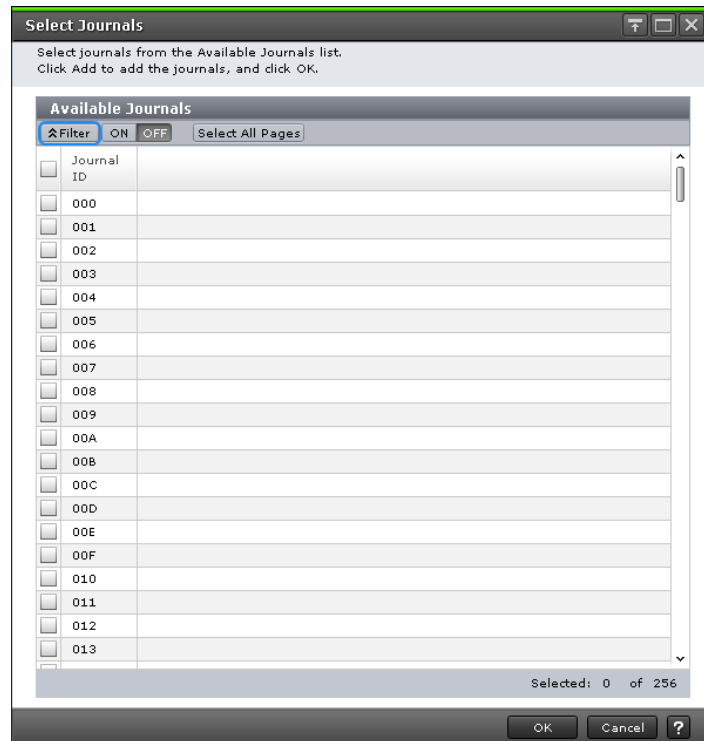 Select Journals
Select journals from the Available Journals list.
Click Add to add the journals, and click OK.
Available Journals
Filter ON OFF Select All Pages
Journal
ID
000
001
002
003
004
005
006
007
008
009
00A
00B
00C
00D
00E
00F
010
011
012
013
Selected: 0 of 256
OK Cancel ?